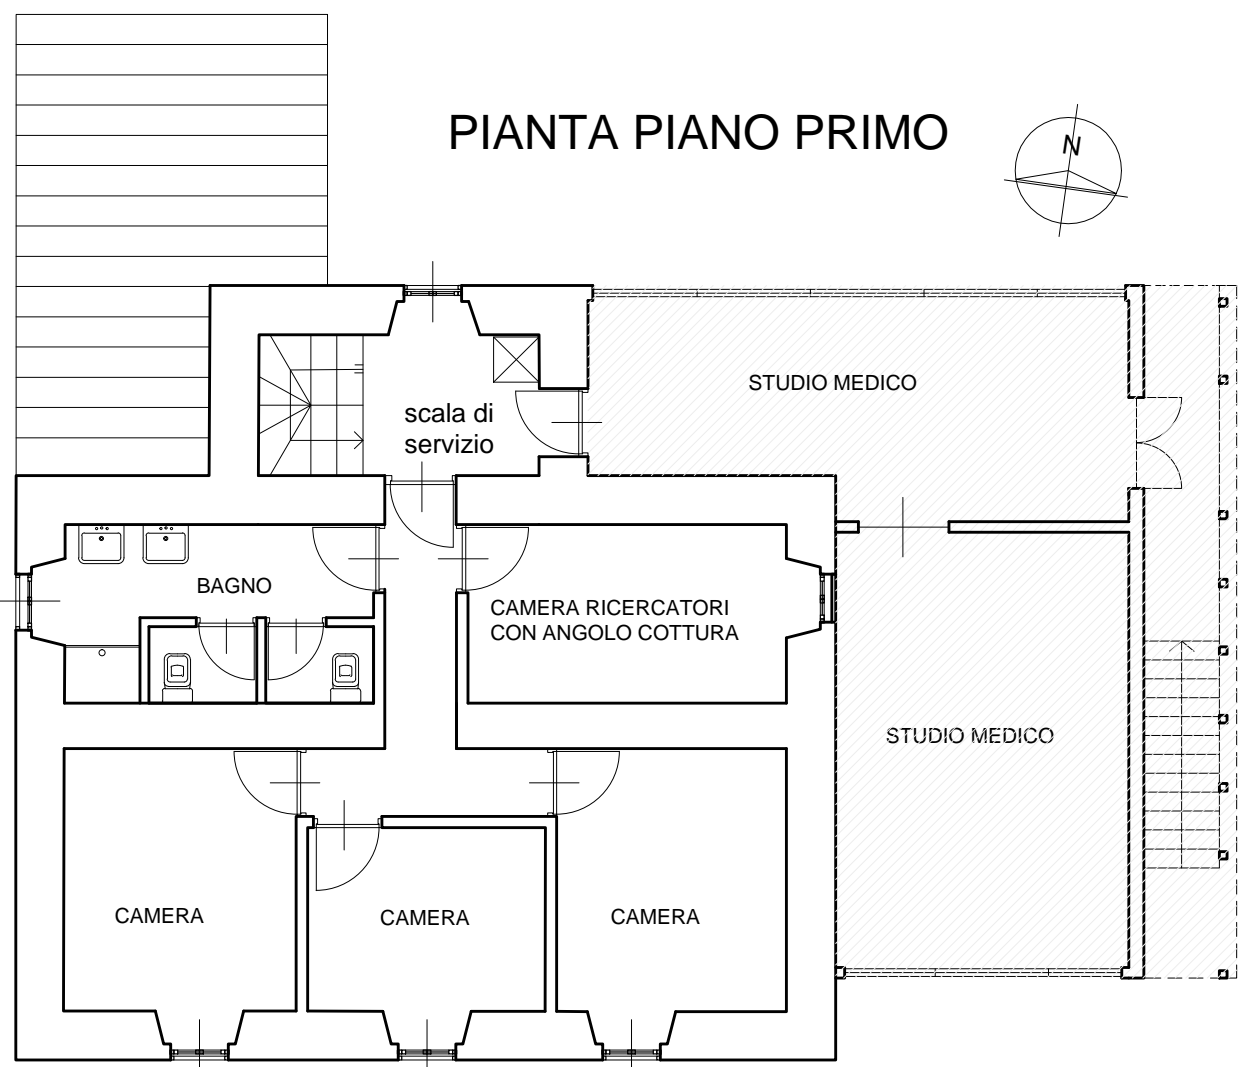 PIANTA PIANO PRIMO
N
STUDIO MEDICO
scala di
servizio
BAGNO
CAMERA RICERCATORI
CON ANGOLO COTTURA
STUDIO MEDICO
CAMERA
CAMERA
CAMERA